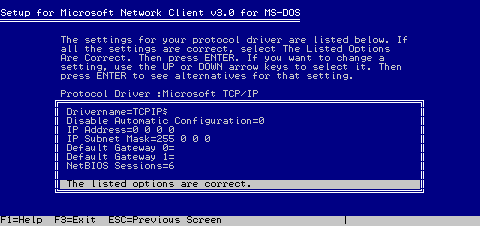 Setup for Microsoft Network Client v3.0 for MS-DOS
The settings for your protocol driver are listed below. If
all the settings are correct, select The Listed Options
Are Correct. Then press ENTER. If you want to change a
setting, use the UP or DOWN arrow keys to select it. Then
press ENTER to see alternatives for that setting.
Protocol Driver :Microsoft TCP/IP
Drivername=TCPIP$
Disable Automatic Configuration=0
IP Address=0 0 0 0
IP Subnet Mask=255 0 0 0
Default Gateway 0=
Default Gateway 1=
NetBIOS Sessions=6
The listed options are correct.
F1=Help F3=Exit ESC=Previous Screen